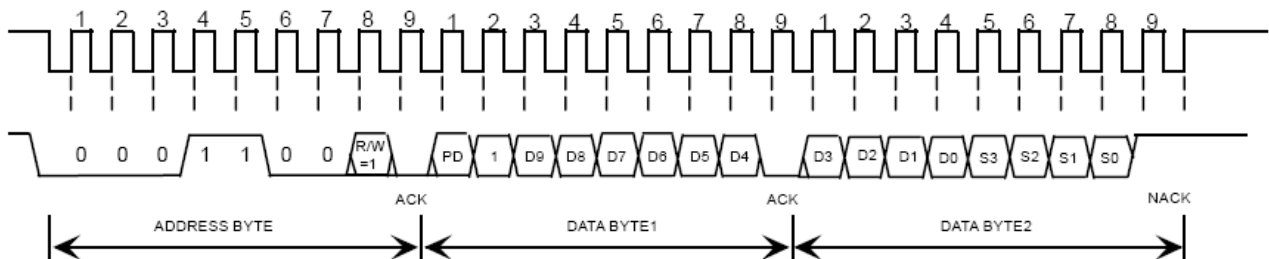 1 2 3 4 5 6 7 8 9 1 2 3 4 5 6 7 8 9 1 2 3 4 5 6 7 8 9
0 0 0 1 1 0 0 R/W =1 PD 1 D9 D8 D7 D6 D5 D4 D3 D2 D1 D0 S3 S2 S1 S0
ACK ACK NACK
ADDRESS BYTE DATA BYTE1 DATA BYTE2